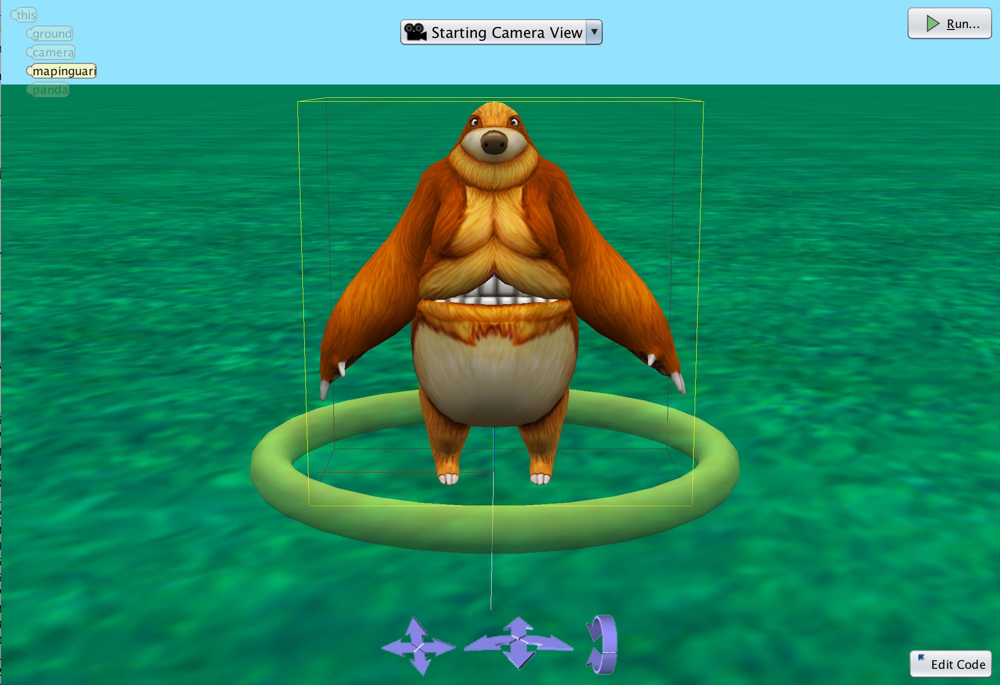 this
Starting Camera View
Run...
ground
camera
mapinguari
panda
Edit Code